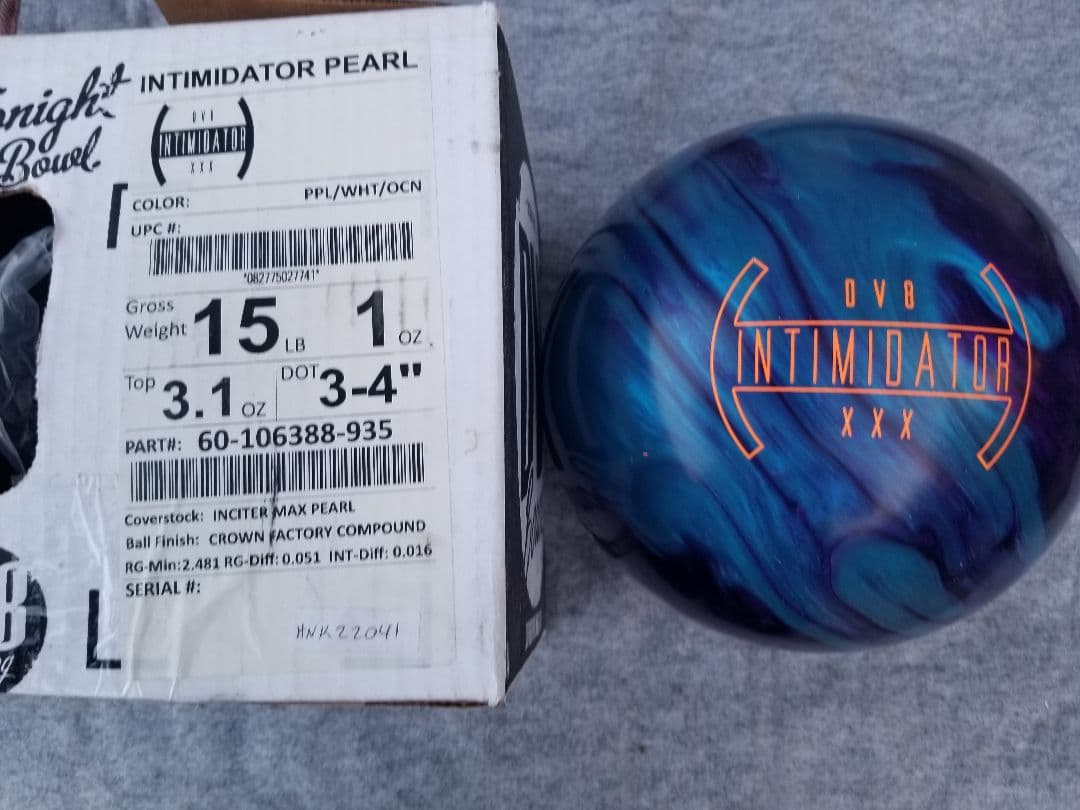 Bowl.
INTIMIDATOR PEARL
DV8
INTIMIDATOR
XXX
COLOR: PPL/WHT/OCN
UPC #:
*082775027741*
Gross Weight 15 LB 1 OZ.
Top 3.1 OZ DOT 3-4"
PART#: 60-106388-935
Coverstock: INCITER MAX PEARL
Ball Finish: CROWN FACTORY COMPOUND
RG-Min:2.481 RG-Diff: 0.051 INT-Diff: 0.016
SERIAL #:
HNK22041
DV8
INTIMIDATOR
XXX